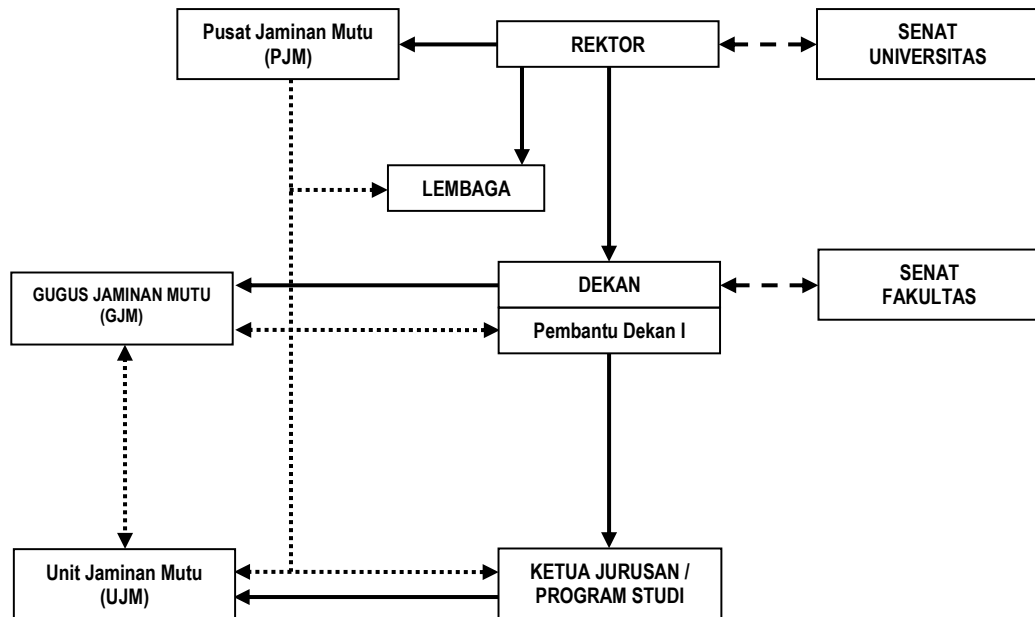 Pusat Jaminan Mutu
(PJM)
REKTOR
SENAT
UNIVERSITAS
LEMBAGA
GUGUS JAMINAN MUTU
(GJM)
DEKAN
Pembantu Dekan I
SENAT
FAKULTAS
Unit Jaminan Mutu
(UJM)
KETUA JURUSAN /
PROGRAM STUDI